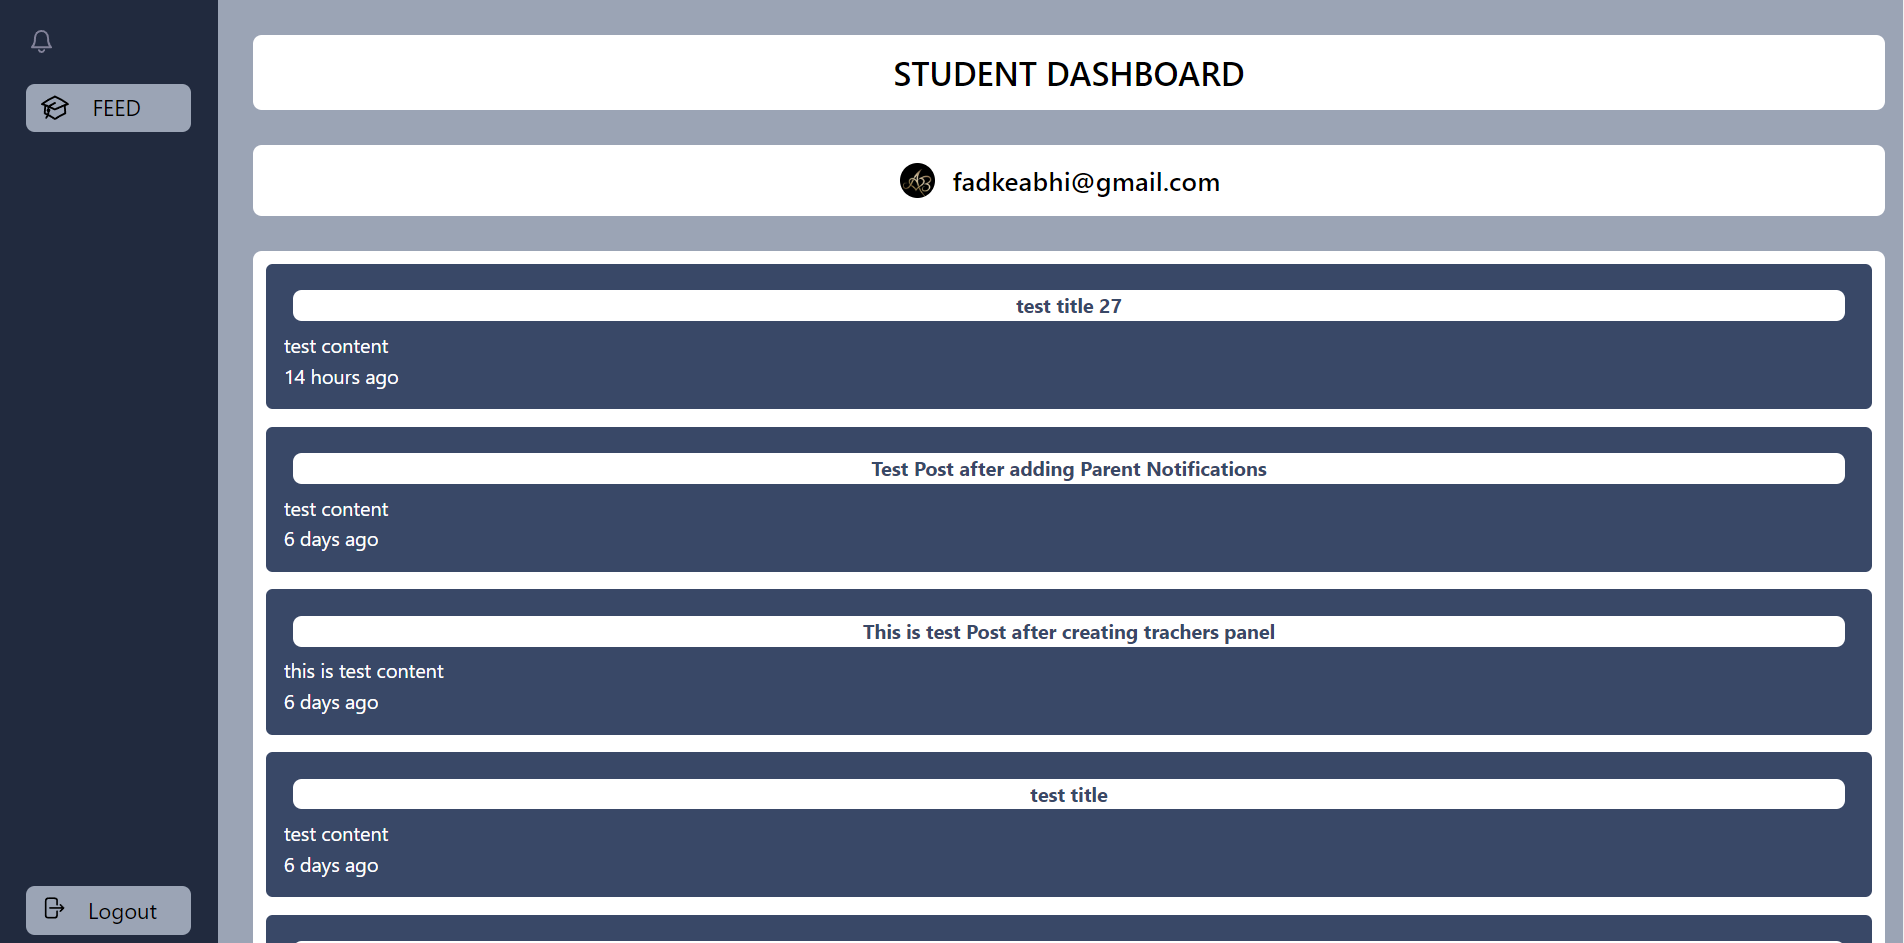 FEED
Logout
STUDENT DASHBOARD
fadkeabhi@gmail.com
test title 27
test content
14 hours ago
Test Post after adding Parent Notifications
test content
6 days ago
This is test Post after creating trachers panel
this is test content
6 days ago
test title
test content
6 days ago